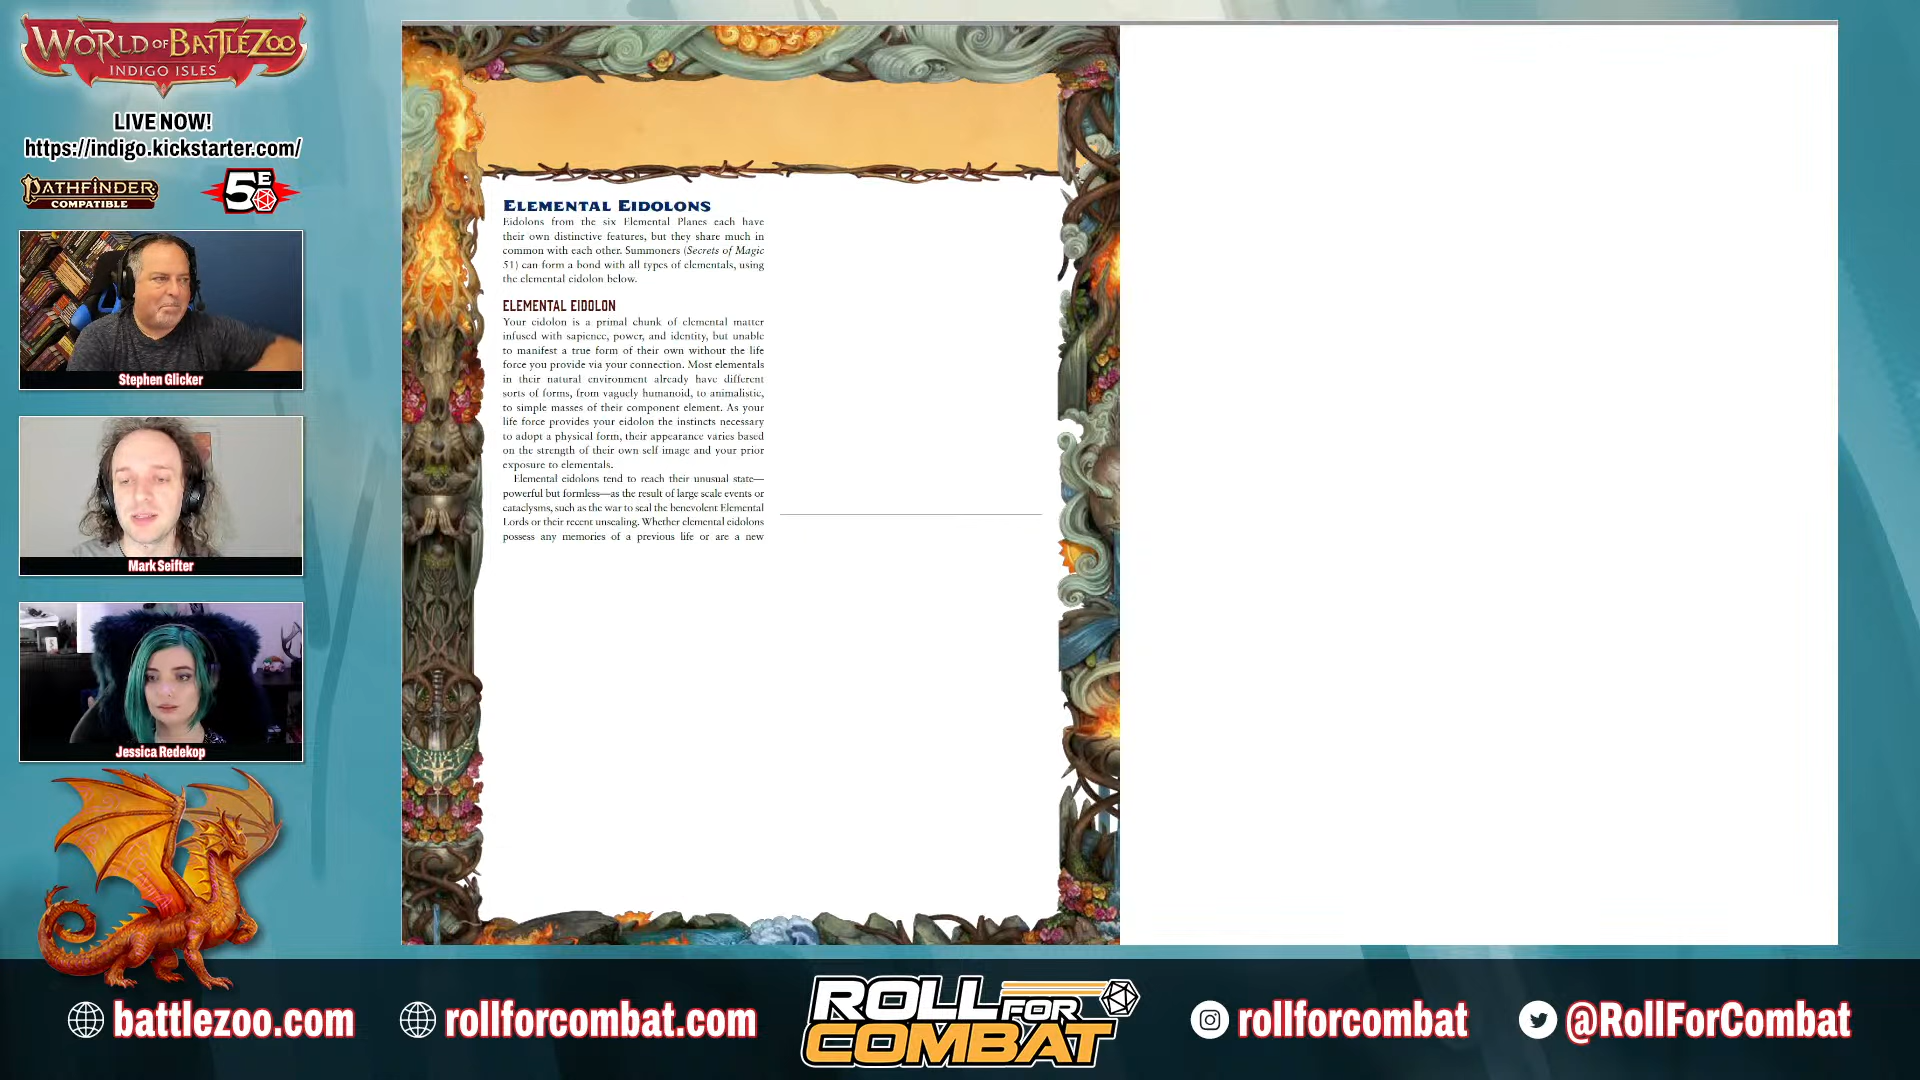 WORLD OF BATTLEZOO
INDIGO ISLES
LIVE NOW!
https://indigo.kickstarter.com/
PATHFINDER
COMPATIBLE
5E
Stephen Glicker
Mark Seifter
Jessica Redekop
ELEMENTAL EIDOLONS
Eidolons from the six Elemental Planes each have
their own distinctive features, but they share much in
common with each other. Summoners (Secrets of Magic
51) can form a bond with all types of elementals, using
the elemental eidolon below.
ELEMENTAL EIDOLON
Your eidolon is a primal chunk of elemental matter
infused with sapience, power, and identity, but unable
to manifest a true form of their own without the life
force you provide via your connection. Most elementals
in their natural environment already have different
sorts of forms, from vaguely humanoid, to animalistic,
to simple masses of their component element. As your
life force provides your eidolon the instincts necessary
to adopt a physical form, their appearance varies based
on the strength of their own self image and your prior
exposure to elementals.
Elemental eidolons tend to reach their unusual state—
powerful but formless—as the result of large scale events or
cataclysms, such as the war to seal the benevolent Elemental
Lords or their recent unsealing. Whether elemental eidolons
possess any memories of a previous life or are a new
battlezoo.com
rollforcombat.com
ROLL FOR
COMBAT
rollforcombat
@RollForCombat